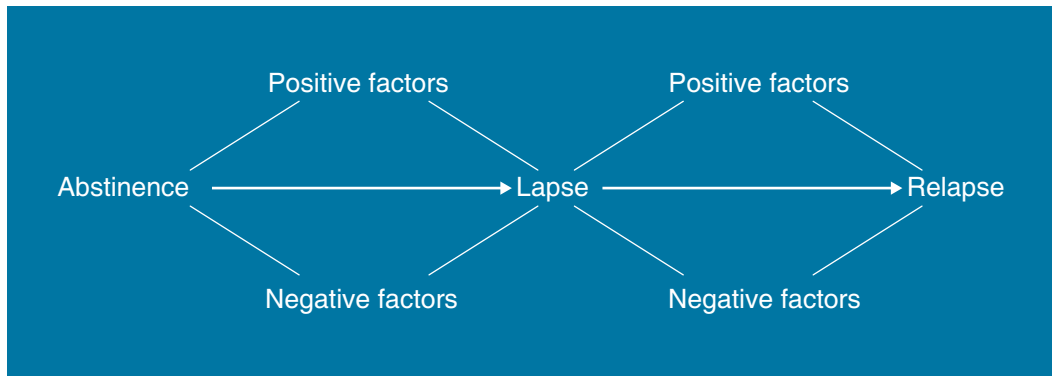 Positive factors
Positive factors
Abstinence
Lapse
Relapse
Negative factors
Negative factors